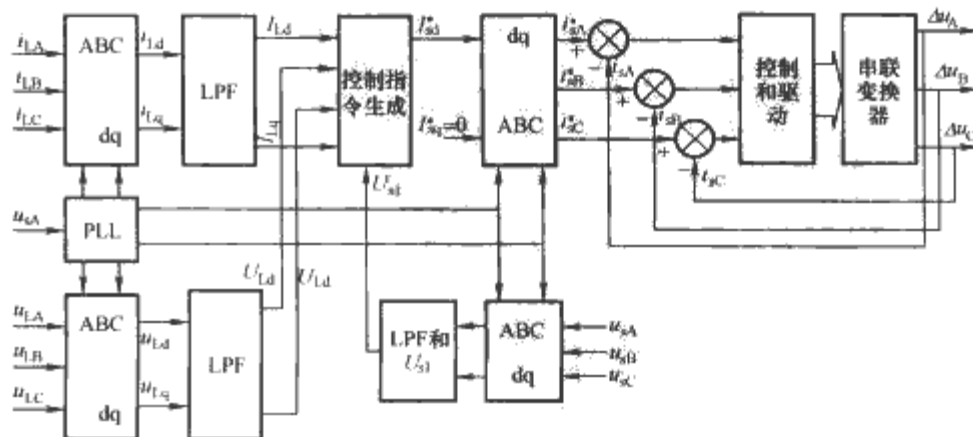 i_LA
i_LB
i_LC
ABC
dq
i_Ld
i_Lq
LPF
I_Ld
I_Lq
控制指
令生成
I*_sd
I*_sq=0
dq
ABC
i*_sA
i*_sB
i*_sC
+
−
i_sA
+
−
i_sB
+
−
i_sC
控制
和驱
动
串联
变换
器
Δu_A
Δu_B
Δu_C
u_sA
PLL
U_s1
U_Ld
U_Ld
u_LA
u_LB
u_LC
ABC
dq
u_Ld
u_Lq
LPF
LPF和
U_s1
ABC
dq
u_sA
u_sB
u_sC